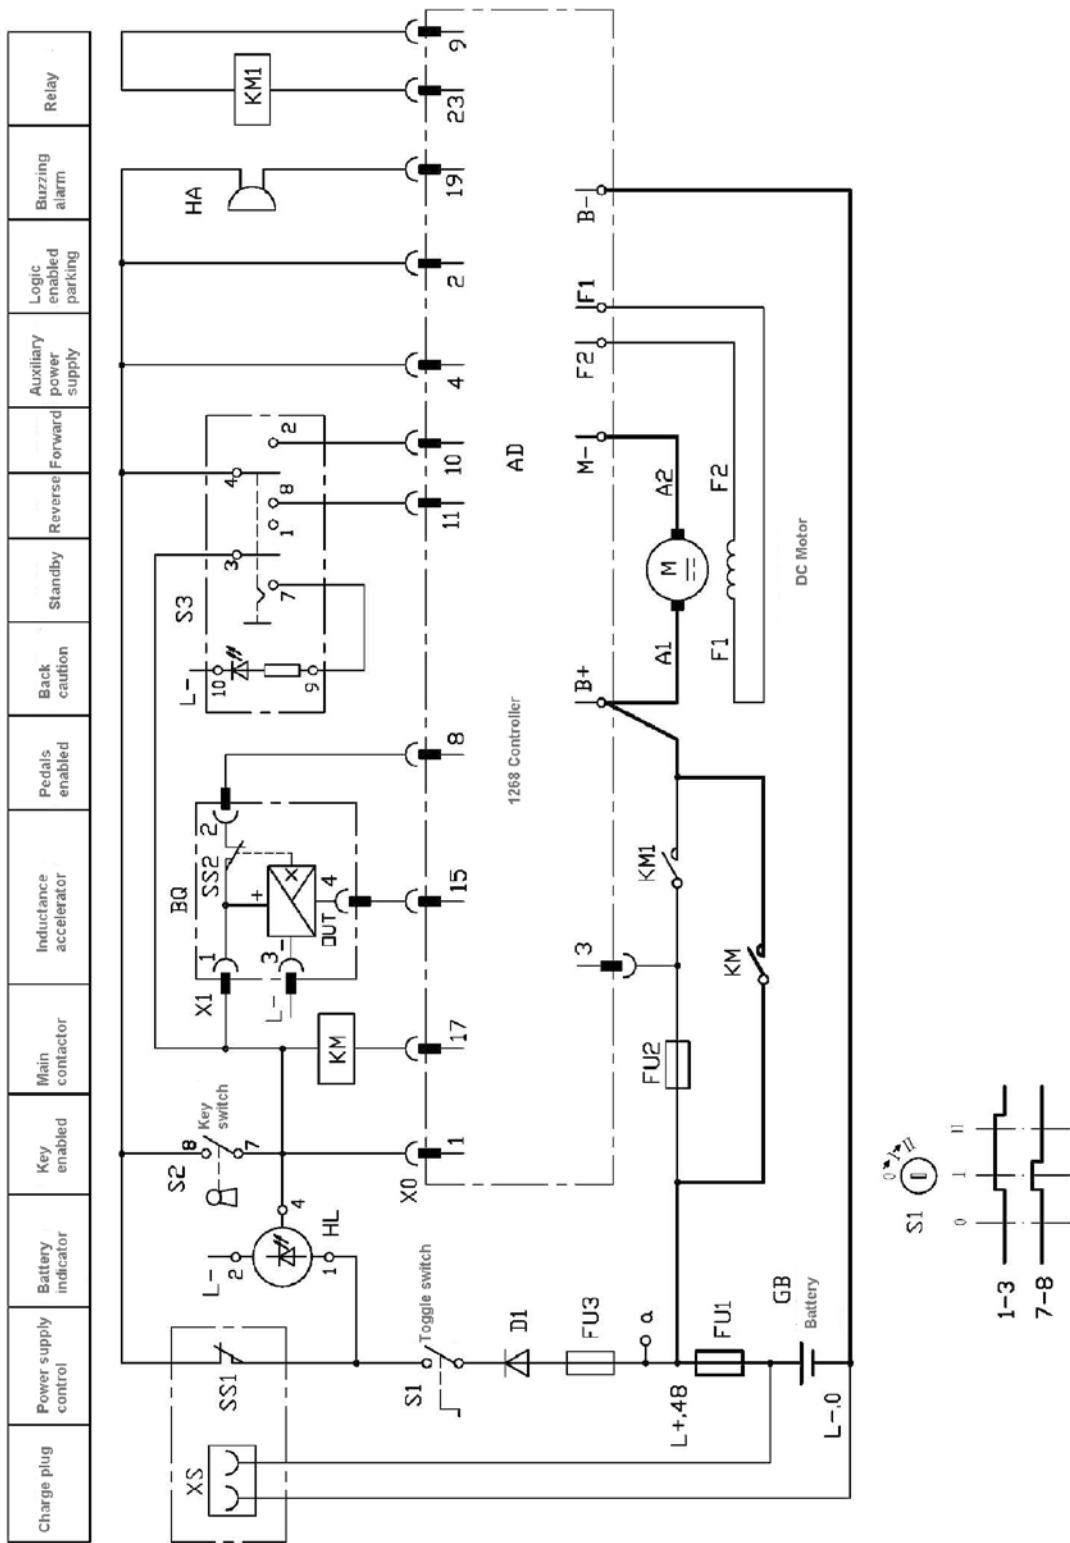 Charge plug
Power supply
control
Battery
indicator
Key
enabled
Main
contactor
Inductance
accelerator
Pedals
enabled
Back
caution
Standby
Reverse
Forward
Auxiliary
power
supply
Logic
enabled
parking
Buzzing
alarm
Relay
XS
SS1
L-
2
HL
1
4
S2
8
7
Key
switch
KM
X1
1
BQ
SS2
2
+
-
3
L-
OUT
4
L-
10
9
S3
7
3
1
8
4
2
HA
KM1
S1
Toggle switch
X0
1
17
15
8
11
10
4
2
19
23
9
D1
FU3
a
1268 Controller
AD
3
B+
M-
F2
F1
B-
L+,48
FU1
FU2
KM1
KM
A1
M
A2
F1
F2
DC Motor
GB
Battery
L-,0
S1
0 I II
0
I
II
1-3
7-8